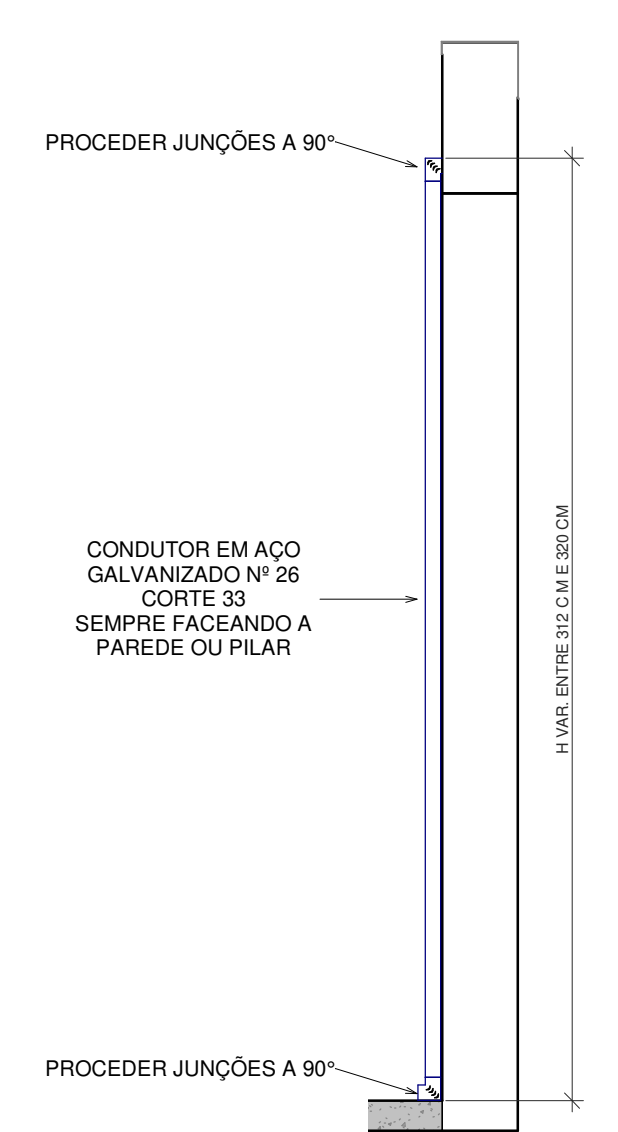 PROCEDER JUNÇÕES A 90°
CONDUTOR EM AÇO
GALVANIZADO Nº 26
CORTE 33
SEMPRE FACEANDO A
PAREDE OU PILAR
H VAR. ENTRE 312 CM E 320 CM
PROCEDER JUNÇÕES A 90°